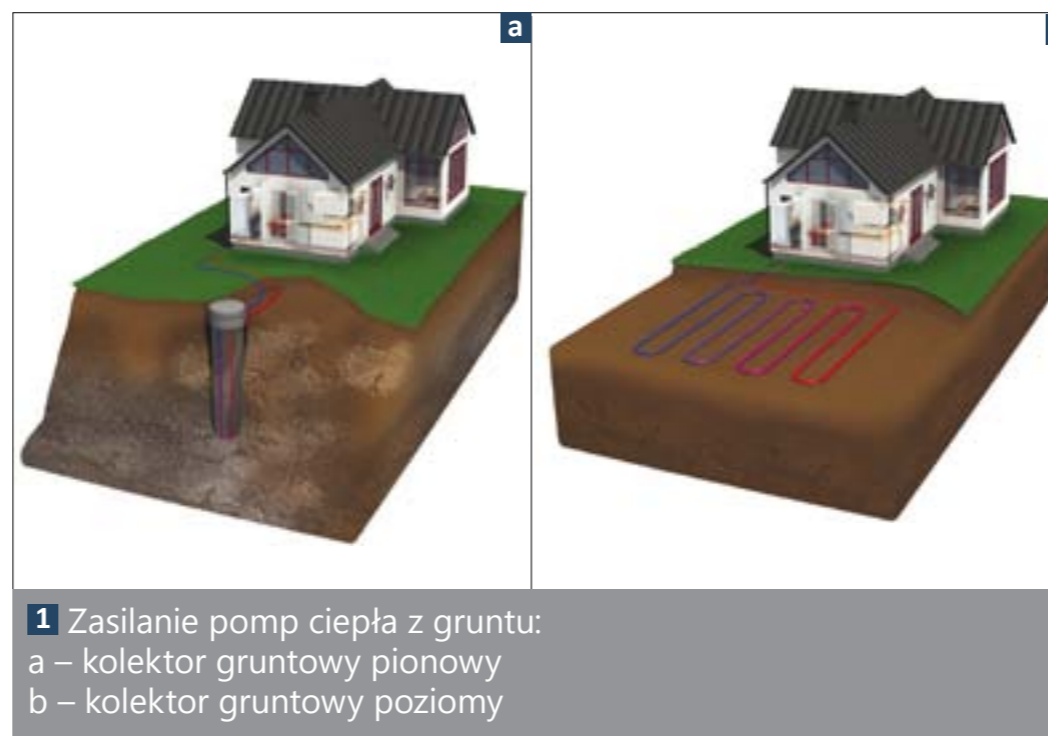 a
1 Zasilanie pomp ciepła z gruntu:
a – kolektor gruntowy pionowy
b – kolektor gruntowy poziomy